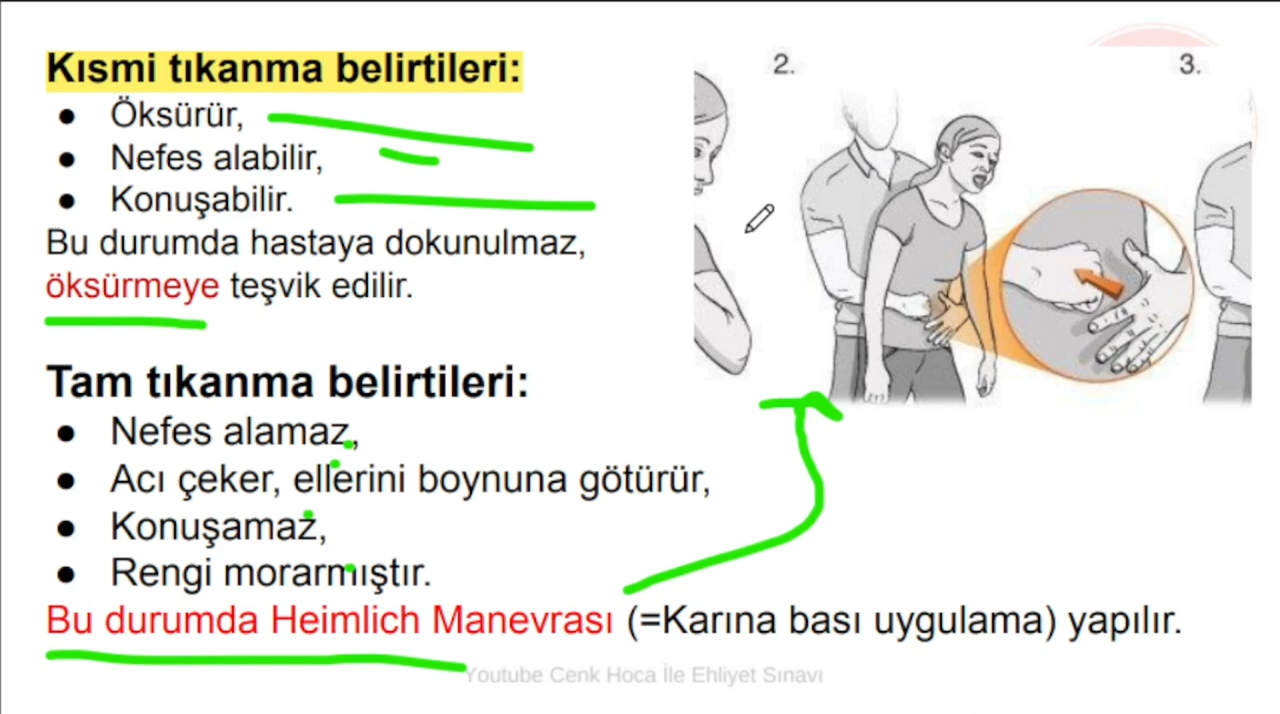 Kısmi tıkanma belirtileri:
● Öksürür,
● Nefes alabilir,
● Konuşabilir.
Bu durumda hastaya dokunulmaz,
öksürmeye teşvik edilir.
2.
3.
Tam tıkanma belirtileri:
● Nefes alamaz,
● Acı çeker, ellerini boynuna götürür,
● Konuşamaz,
● Rengi morarmıştır.
Bu durumda Heimlich Manevrası (=Karına bası uygulama) yapılır.
Youtube Cenk Hoca İle Ehliyet Sınavı